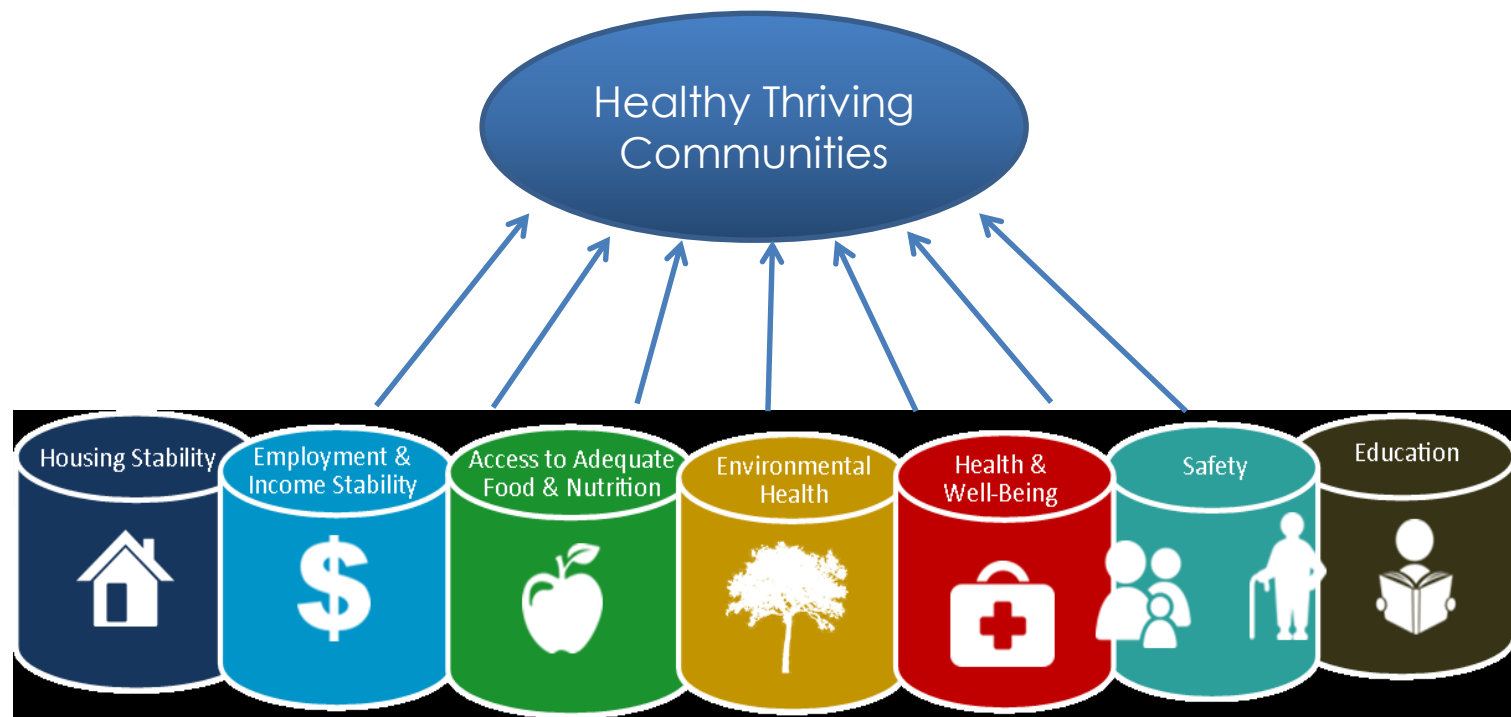 Healthy Thriving
Communities
Housing Stability
Employment &
Income Stability
Access to Adequate
Food & Nutrition
Environmental
Health
Health &
Well-Being
Safety
Education
$